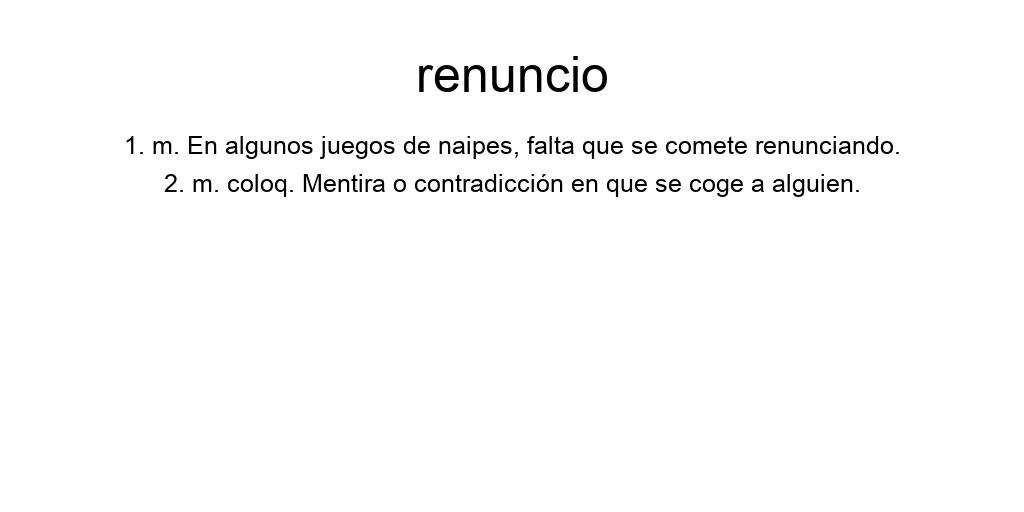 renuncio
1. m. En algunos juegos de naipes, falta que se comete renunciando.
2. m. coloq. Mentira o contradicción en que se coge a alguien.